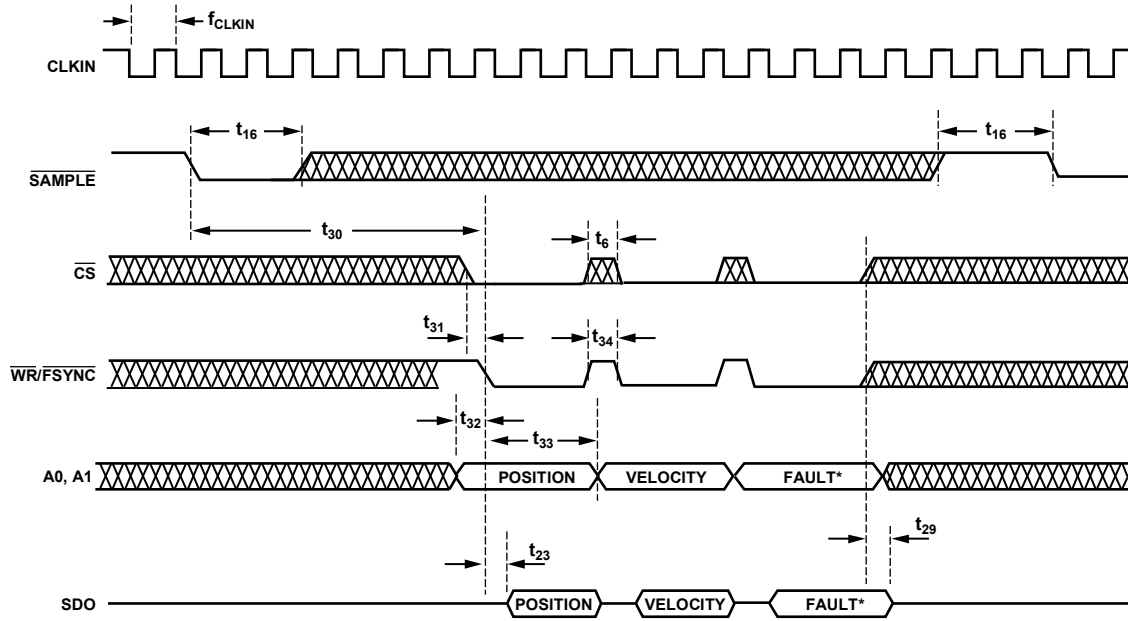 fCLKIN
CLKIN
t16
t16
SAMPLE
t30
t6
CS
t31
t34
WR/FSYNC
t32
t33
A0, A1
POSITION
VELOCITY
FAULT*
t23
t29
SDO
POSITION
VELOCITY
FAULT*